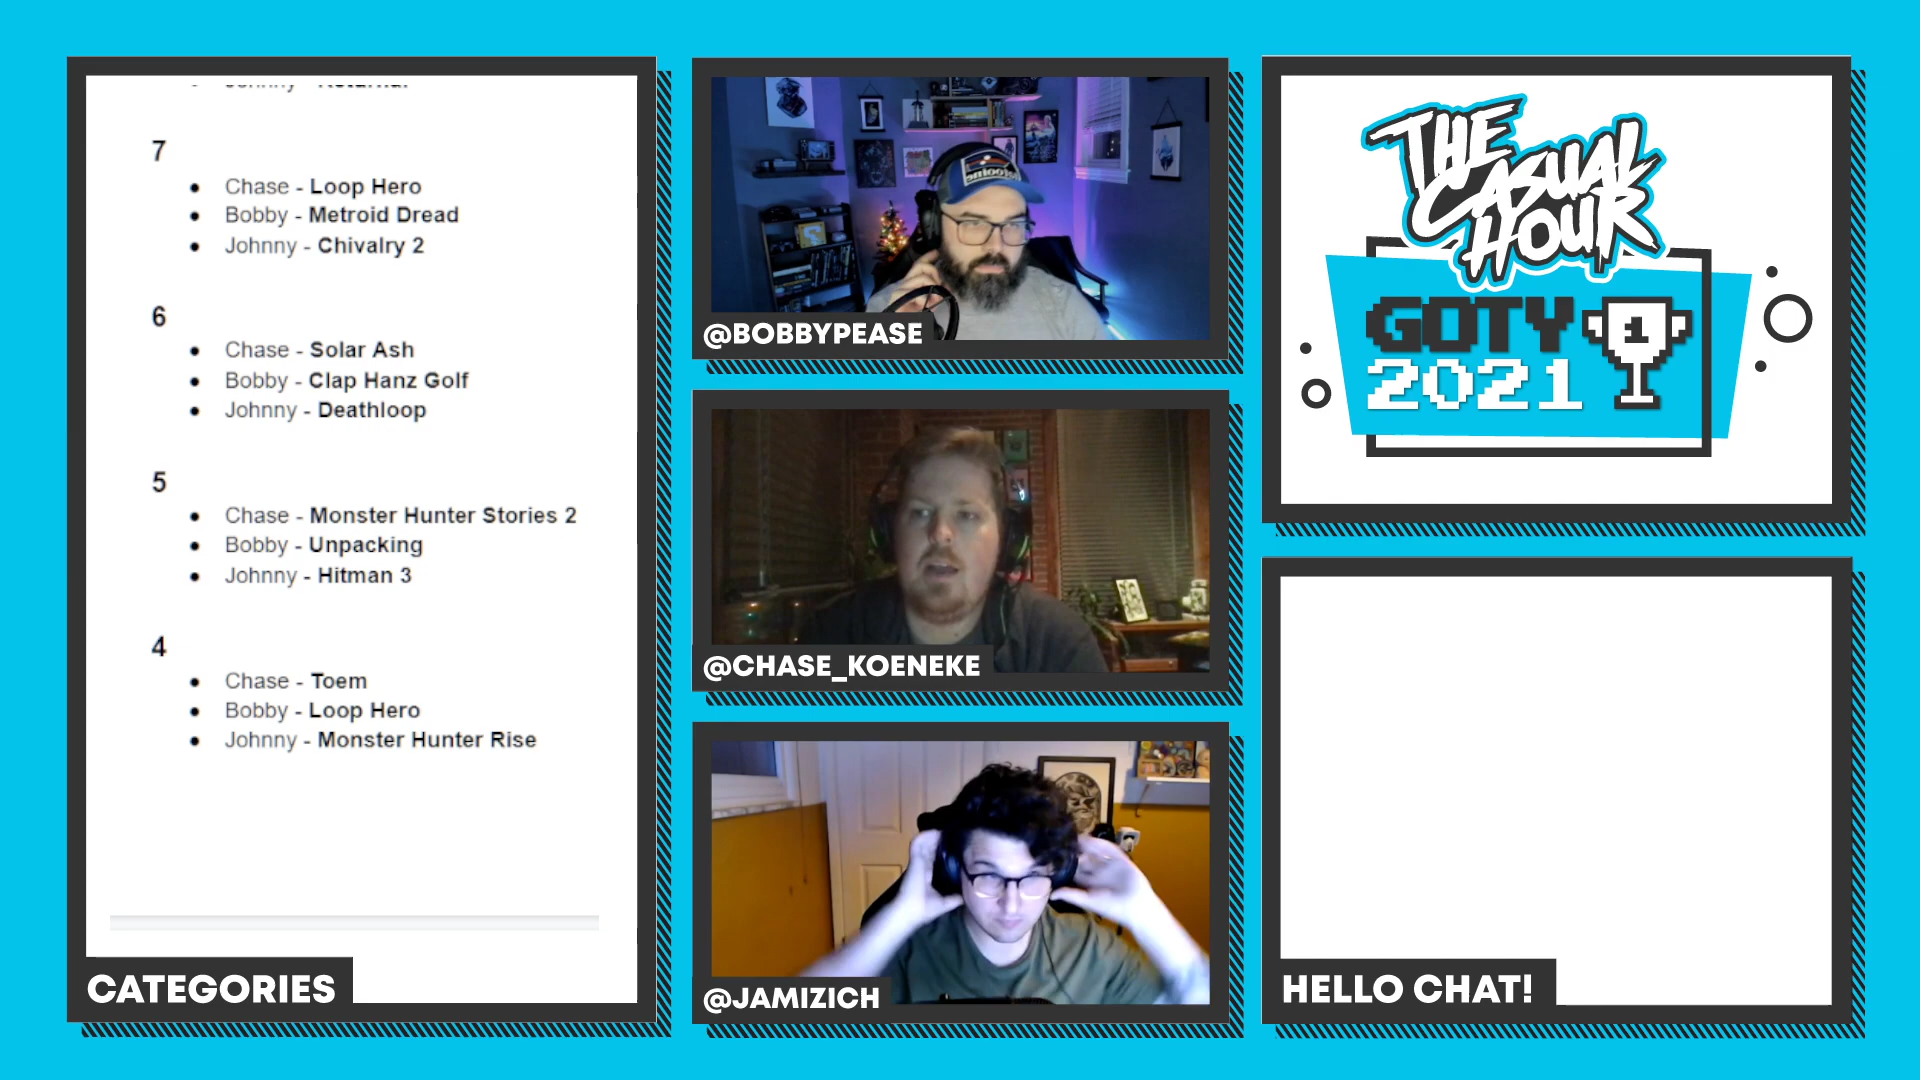 7
Chase - Loop Hero
Bobby - Metroid Dread
Johnny - Chivalry 2
6
Chase - Solar Ash
Bobby - Clap Hanz Golf
Johnny - Deathloop
5
Chase - Monster Hunter Stories 2
Bobby - Unpacking
Johnny - Hitman 3
4
Chase - Toem
Bobby - Loop Hero
Johnny - Monster Hunter Rise
CATEGORIES
@BOBBYPEASE
@CHASE_KOENEKE
@JAMIZICH
THE
CASUAL
HOUR
GOTY
1
2021
HELLO CHAT!